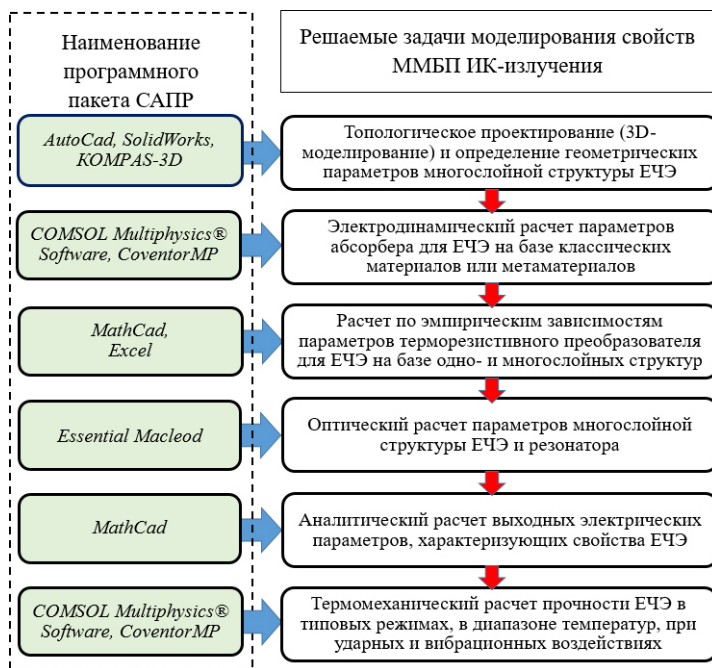 Наименование
программного
пакета САПР
Решаемые задачи моделирования свойств
ММБП ИК-излучения
AutoCad, SolidWorks,
KOMPAS-3D
Топологическое проектирование (3D-
моделирование) и определение геометрических
параметров многослойной структуры ЕЧЭ
COMSOL Multiphysics®
Software, CoventorMP
Электродинамический расчет параметров
абсорбера для ЕЧЭ на базе классических
материалов или метаматериалов
MathCad,
Excel
Расчет по эмпирическим зависимостям
параметров терморезистивного преобразователя
для ЕЧЭ на базе одно- и многослойных структур
Essential Macleod
Оптический расчет параметров многослойной
структуры ЕЧЭ и резонатора
MathCad
Аналитический расчет выходных электрических
параметров, характеризующих свойства ЕЧЭ
COMSOL Multiphysics®
Software, CoventorMP
Термомеханический расчет прочности ЕЧЭ в
типовых режимах, в диапазоне температур, при
ударных и вибрационных воздействиях